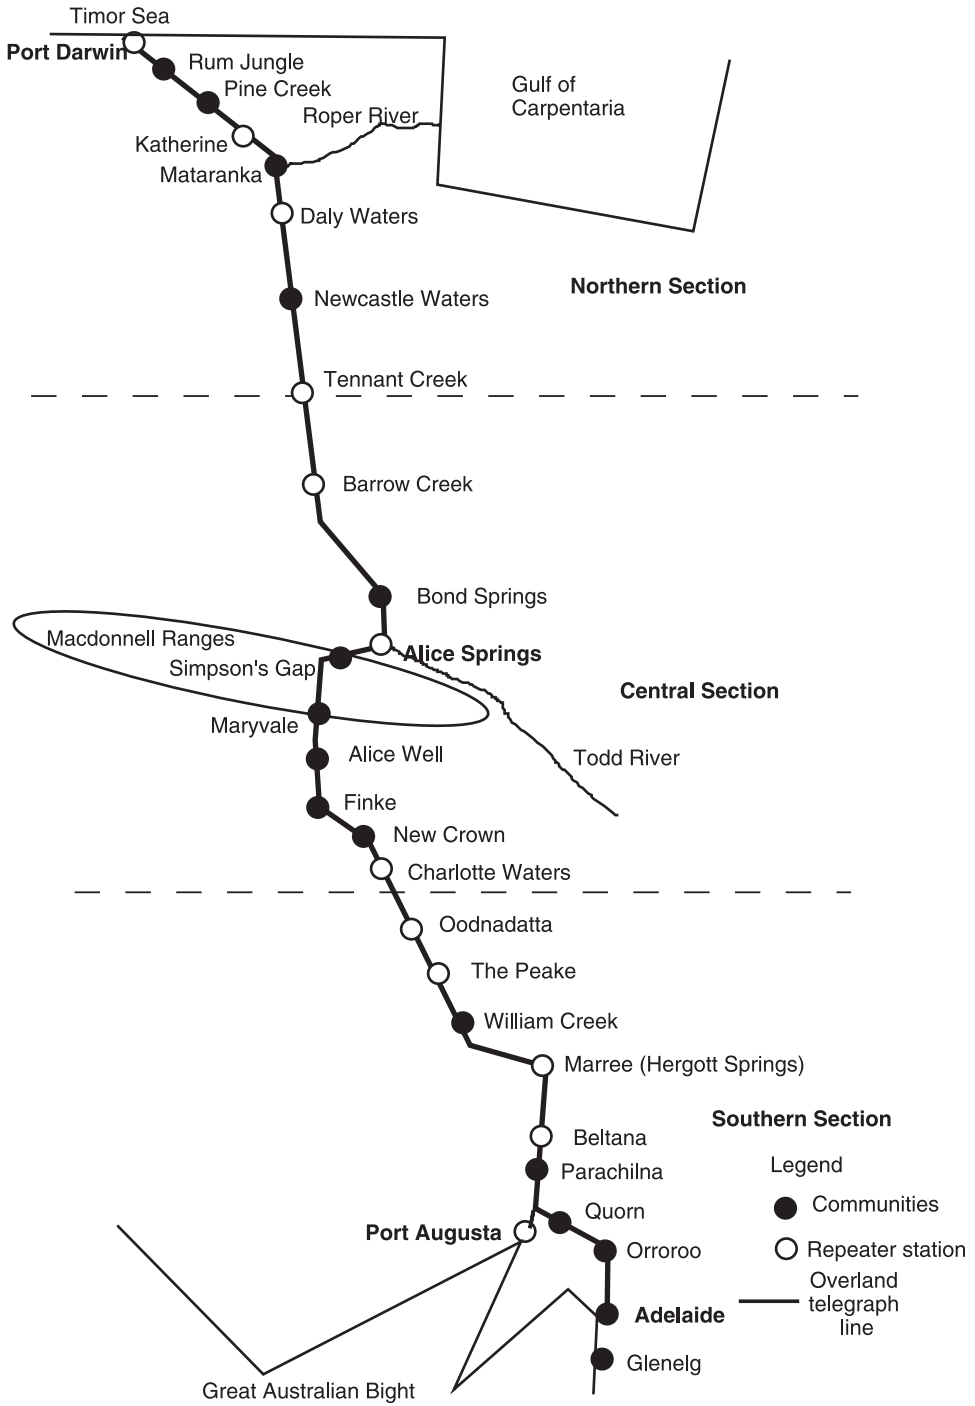 Timor Sea
Port Darwin
Rum Jungle
Pine Creek
Gulf of
Carpentaria
Roper River
Katherine
Mataranka
Daly Waters
Northern Section
Newcastle Waters
Tennant Creek
Barrow Creek
Bond Springs
Macdonnell Ranges
Alice Springs
Simpson's Gap
Central Section
Maryvale
Alice Well
Todd River
Finke
New Crown
Charlotte Waters
Oodnadatta
The Peake
William Creek
Marree (Hergott Springs)
Southern Section
Beltana
Legend
Parachilna
Communities
Quorn
Port Augusta
Orroroo
Repeater station
Overland
telegraph
line
Adelaide
Glenelg
Great Australian Bight